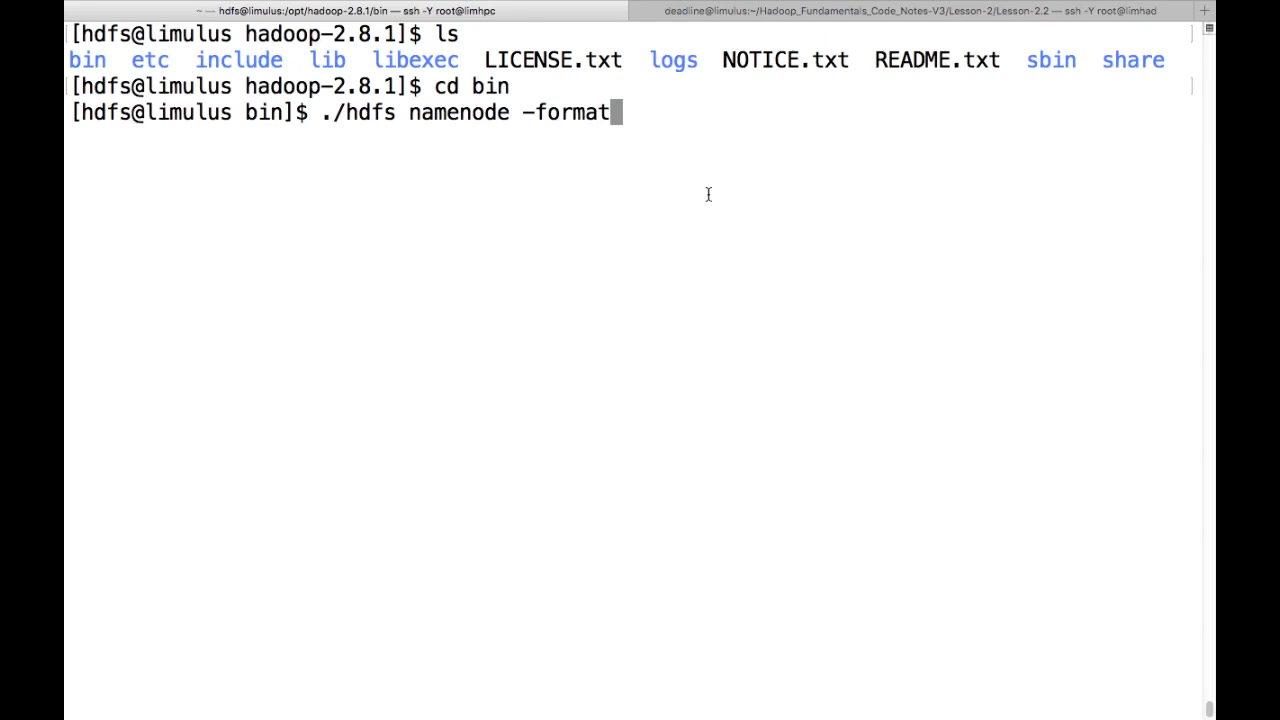 ~ — hdfs@limulus:/opt/hadoop-2.8.1/bin — ssh -Y root@limhpc
deadline@limulus:~/Hadoop_Fundamentals_Code_Notes-V3/Lesson-2/Lesson-2.2 — ssh -Y root@limhad
[hdfs@limulus hadoop-2.8.1]$ ls
bin etc include lib libexec LICENSE.txt logs NOTICE.txt README.txt sbin share
[hdfs@limulus hadoop-2.8.1]$ cd bin
[hdfs@limulus bin]$ ./hdfs namenode -format